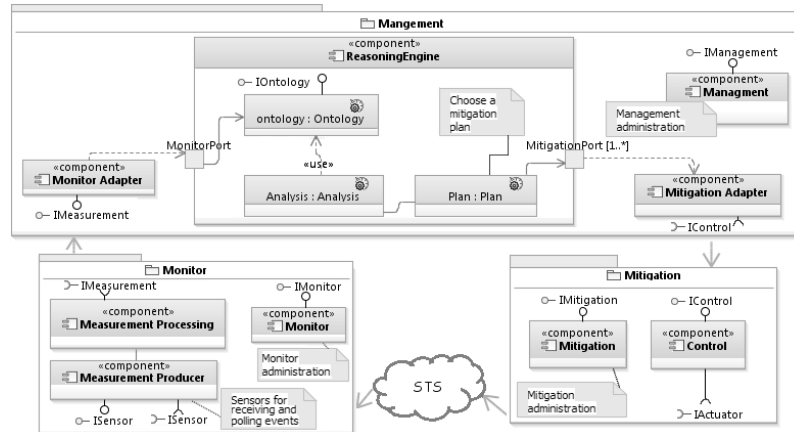 Mangement
«component»
ReasoningEngine
IOntology
ontology : Ontology
Choose a
mitigation
plan
IManagement
«component»
Managment
Management
administration
MonitorPort
MitigationPort [1..*]
«use»
«component»
Monitor Adapter
IMeasurement
Analysis : Analysis
Plan : Plan
«component»
Mitigation Adapter
IControl
Monitor
IMeasurement
«component»
Measurement Processing
IMonitor
«component»
Monitor
Monitor
administration
«component»
Measurement Producer
ISensor
ISensor
Sensors for
receiving and
polling events
STS
Mitigation
IMitigation
«component»
Mitigation
Mitigation
administration
IControl
«component»
Control
IActuator